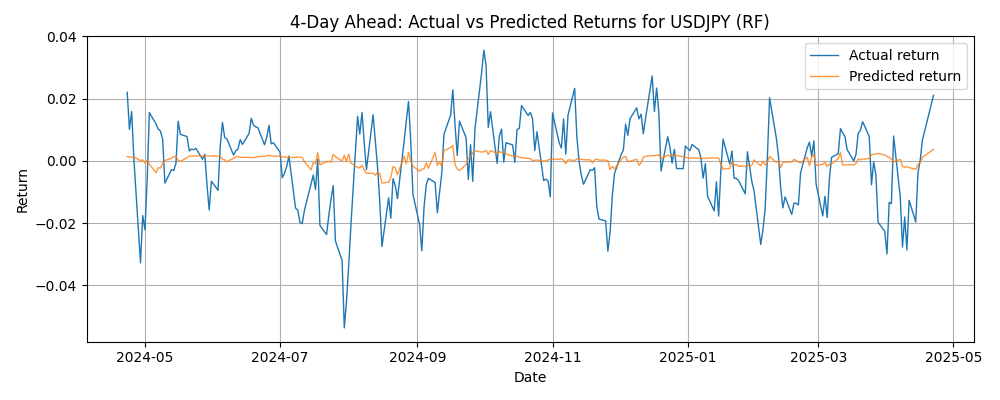 4-Day Ahead: Actual vs Predicted Returns for USDJPY (RF)
Actual return
Predicted return
Return
0.04
0.02
0.00
−0.02
−0.04
2024-05
2024-07
2024-09
2024-11
2025-01
2025-03
2025-05
Date